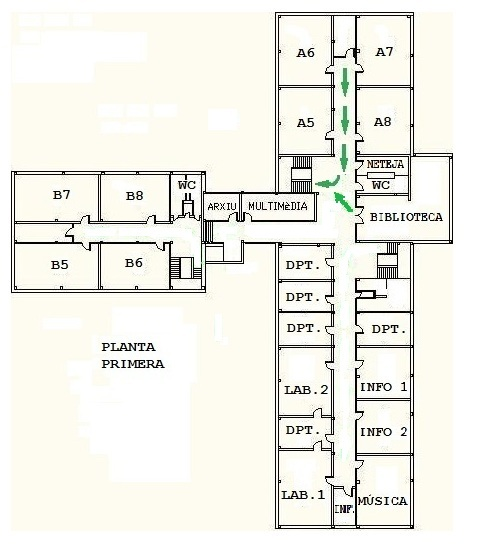 A6
A7
A5
A8
NETEJA
WC
BIBLIOTECA
B7
B8
WC
ARXIU
MULTIMèDIA
B5
B6
DPT.
DPT.
DPT.
DPT.
PLANTA
PRIMERA
LAB.2
INFO 1
DPT.
INFO 2
LAB.1
INF.
MÚSICA